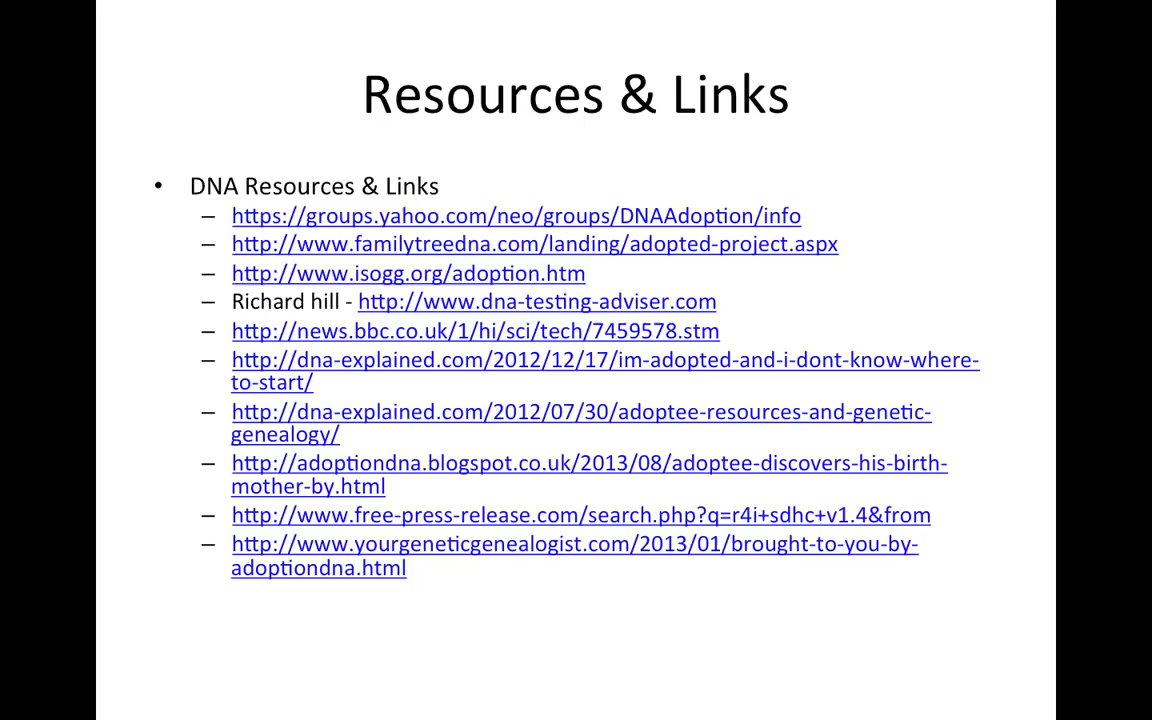 Resources & Links
• DNA Resources & Links
– https://groups.yahoo.com/neo/groups/DNAAdoption/info
– http://www.familytreedna.com/landing/adopted-project.aspx
– http://www.isogg.org/adoption.htm
– Richard hill - http://www.dna-testing-adviser.com
– http://news.bbc.co.uk/1/hi/sci/tech/7459578.stm
– http://dna-explained.com/2012/12/17/im-adopted-and-i-dont-know-where-
to-start/
– http://dna-explained.com/2012/07/30/adoptee-resources-and-genetic-
genealogy/
– http://adoptiondna.blogspot.co.uk/2013/08/adoptee-discovers-his-birth-
mother-by.html
– http://www.free-press-release.com/search.php?q=r4i+sdhc+v1.4&from
– http://www.yourgeneticgenealogist.com/2013/01/brought-to-you-by-
adoptiondna.html